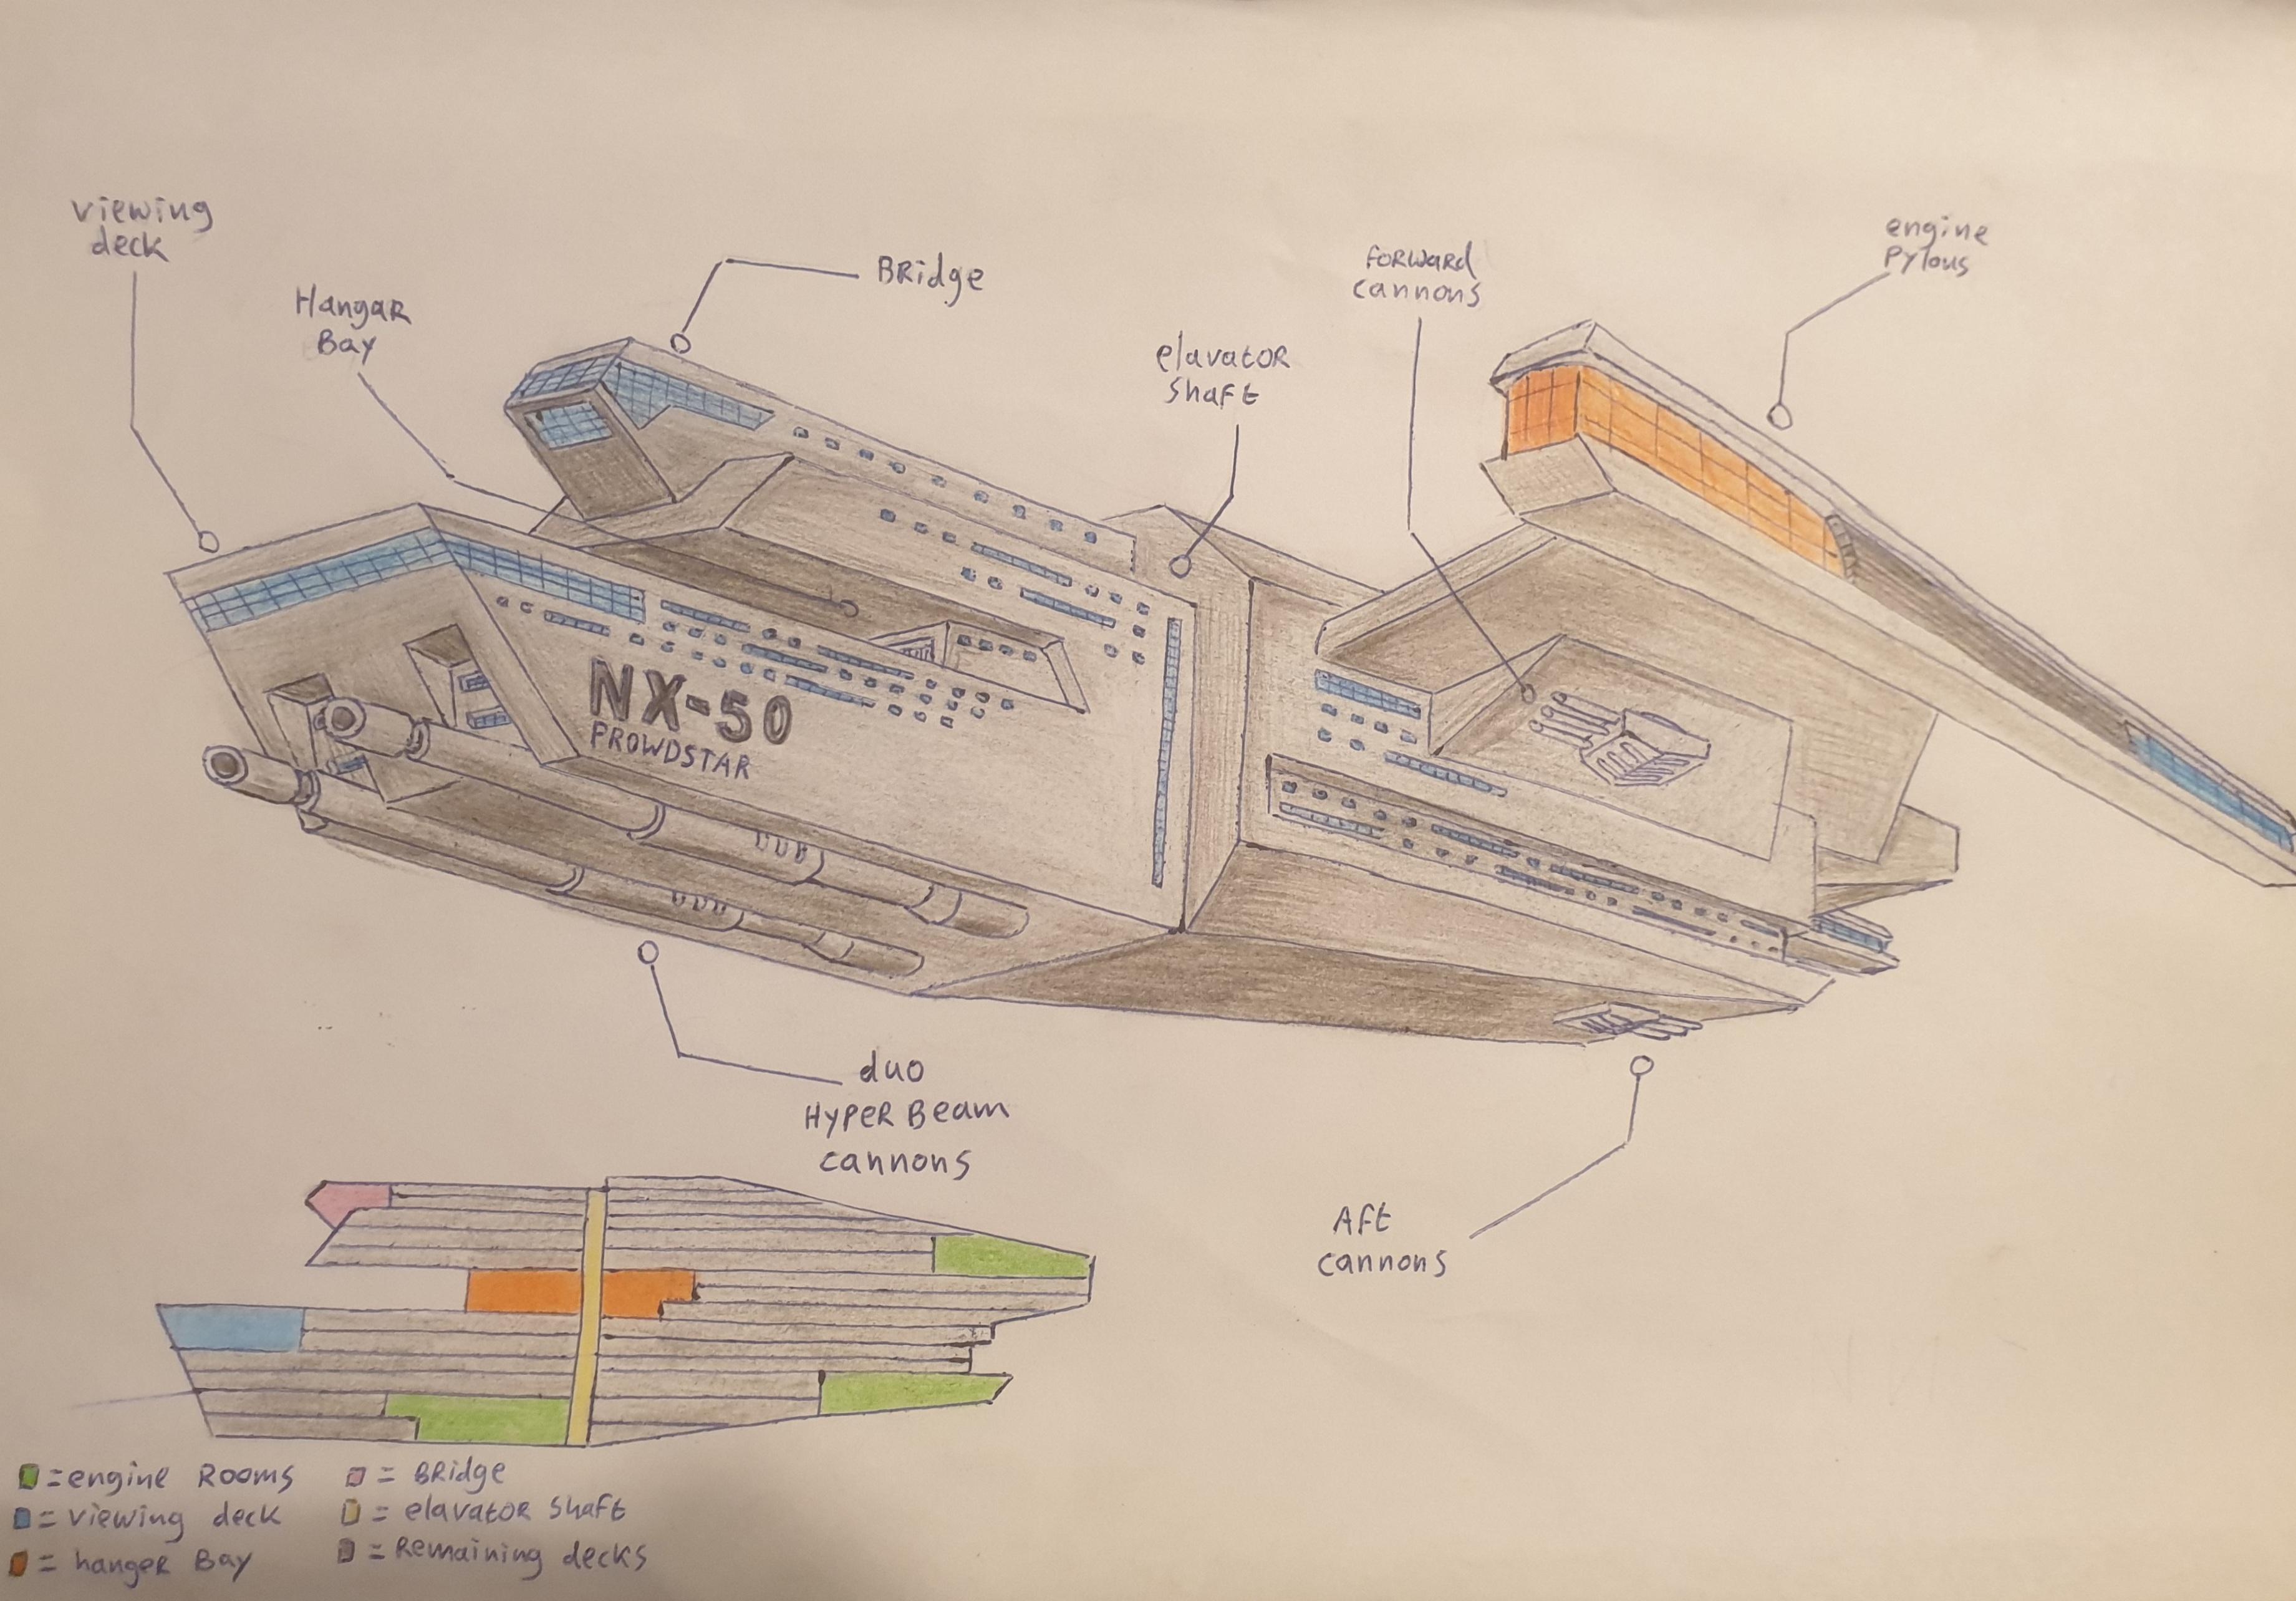 viewing
deck
Hangar
Bay
BRidge
elavatoR
Shaft
FoRWaRd
cannons
engine
Pylous
NX-50
PROWDSTAR
duo
HypeR Beam
cannons
Aft
cannons
=engine Rooms
= BRidge
= viewing deck
= elavatoR Shaft
= hangeR Bay
= Remaining decks